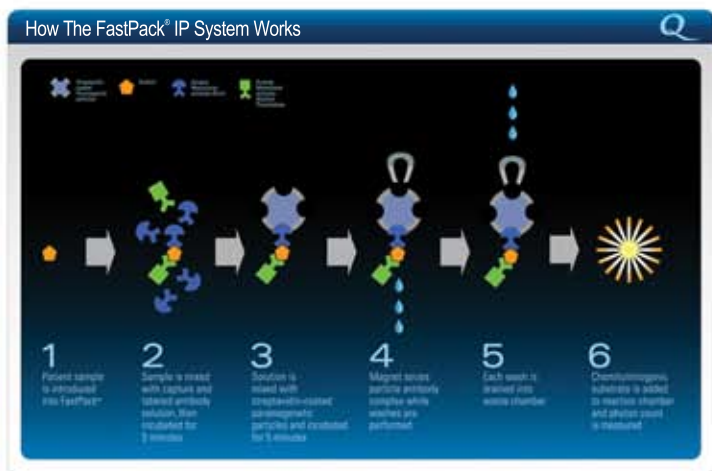 How The FastPack® IP System Works
Q
1
Patient sample
is introduced
into FastPack™
2
Sample is mixed
with capture and
labeled antibody
solution, then
incubated for
5 minutes
3
Solution is
mixed with
streptavidin-coated
paramagnetic
particles and incubated
for 5 minutes
4
Magnet secures
particle antibody
complex while
washes are
performed
5
Each wash is
drained into
waste chamber
6
Chemiluminogenic
substrate is added
to reaction chamber
and photon count
is measured